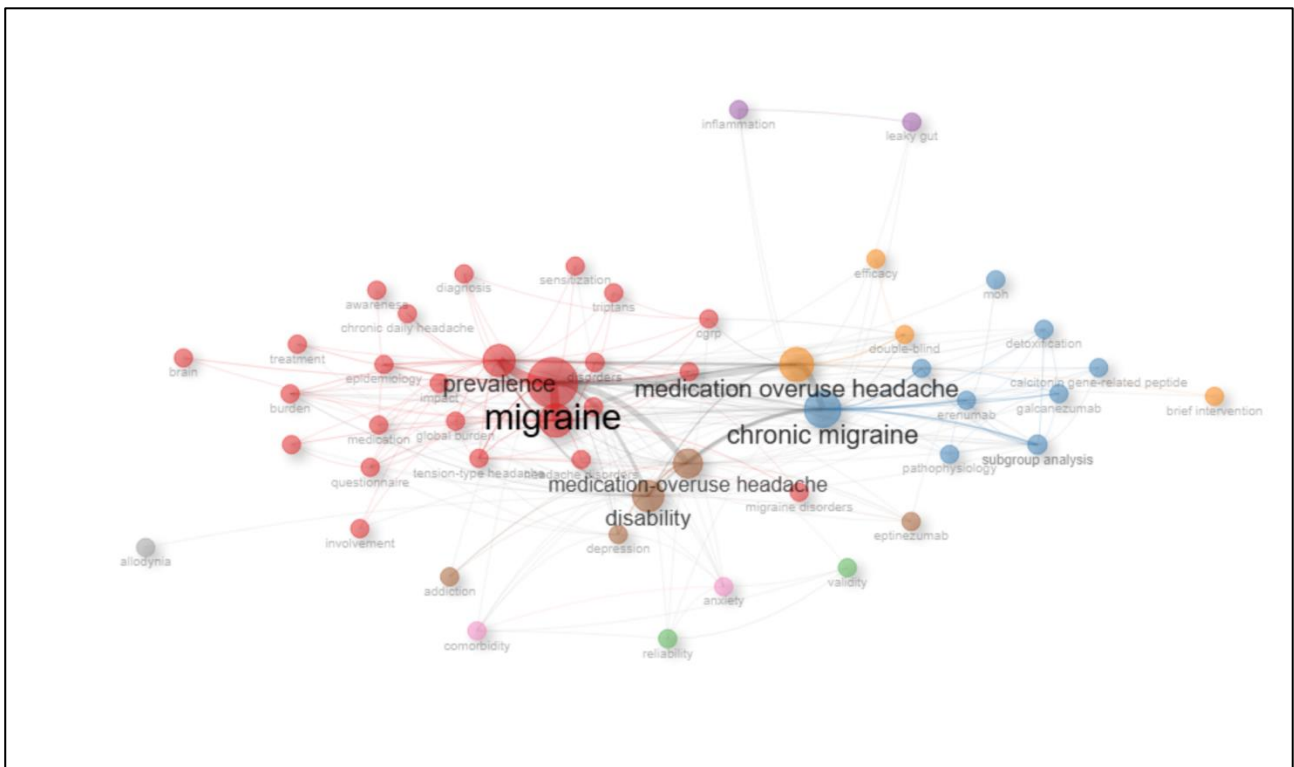 inflammation
leaky gut
efficacy
sensitization
diagnosis
moh
awareness
triptans
chronic daily headache
cgrp
detoxification
double-blind
treatment
brain
epidemiology
disorders
prevalence
calcitonin gene-related peptide
medication overuse headache
impact
burden
erenumab
galcanezumab
brief intervention
migraine
global burden
medication
chronic migraine
subgroup analysis
pathophysiology
tension-type headache
headache disorders
questionnaire
medication-overuse headache
migraine disorders
disability
eptinezumab
involvement
depression
allodynia
validity
addiction
anxiety
comorbidity
reliability